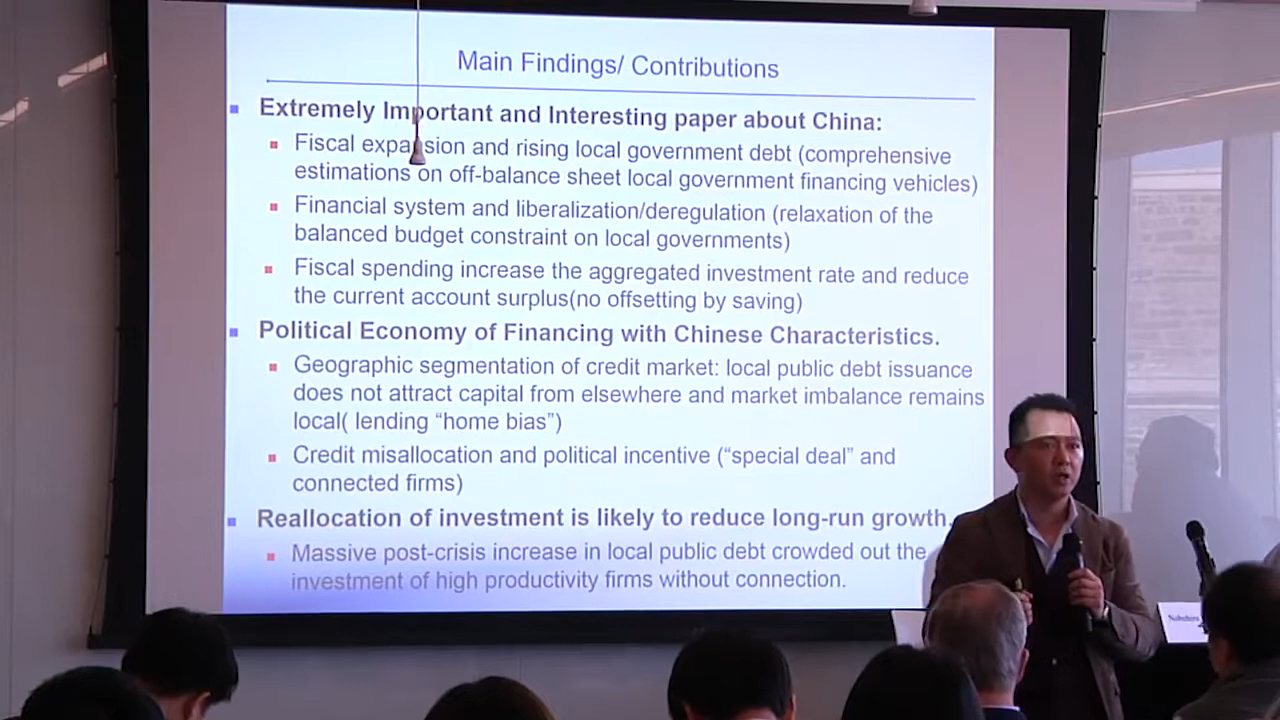 Main Findings/ Contributions
Extremely Important and Interesting paper about China:
Fiscal expansion and rising local government debt (comprehensive
estimations on off-balance sheet local government financing vehicles)
Financial system and liberalization/deregulation (relaxation of the
balanced budget constraint on local governments)
Fiscal spending increase the aggregated investment rate and reduce
the current account surplus(no offsetting by saving)
Political Economy of Financing with Chinese Characteristics.
Geographic segmentation of credit market: local public debt issuance
does not attract capital from elsewhere and market imbalance remains
local( lending “home bias”)
Credit misallocation and political incentive (“special deal” and
connected firms)
Reallocation of investment is likely to reduce long-run growth.
Massive post-crisis increase in local public debt crowded out the
investment of high productivity firms without connection.
Nobuhiro